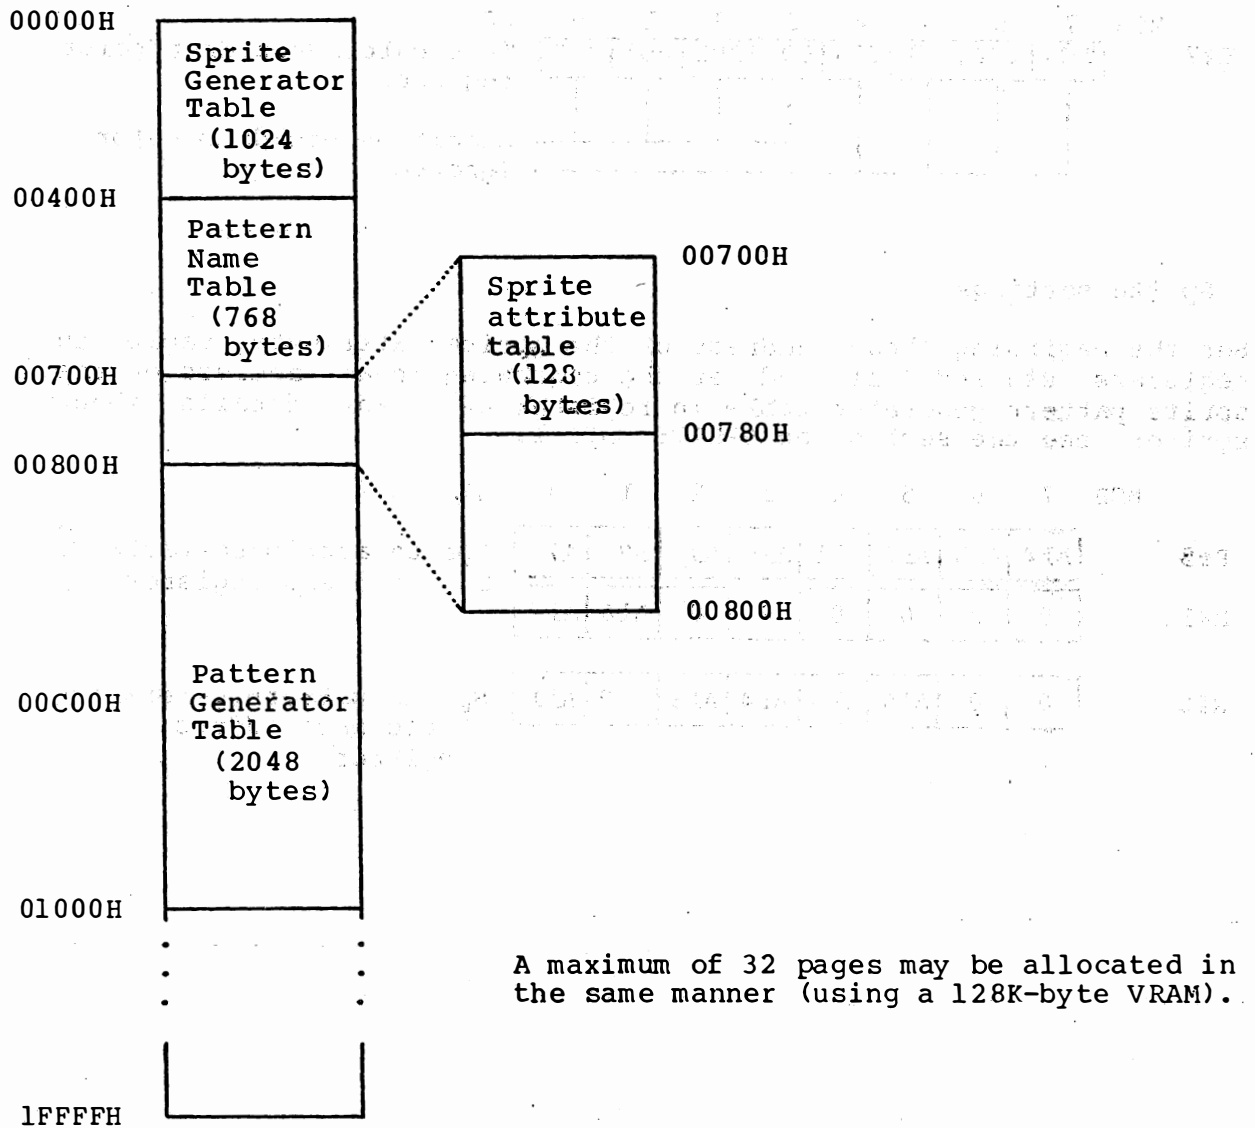 00000H
Sprite
Generator
Table
(1024
bytes)
00400H
Pattern
Name
Table
(768
bytes)
00700H
00800H
00700H
Sprite
attribute
table
(128
bytes)
00780H
00800H
Pattern
Generator
Table
(2048
bytes)
00C00H
01000H
A maximum of 32 pages may be allocated in
the same manner (using a 128K-byte VRAM).
1FFFFH